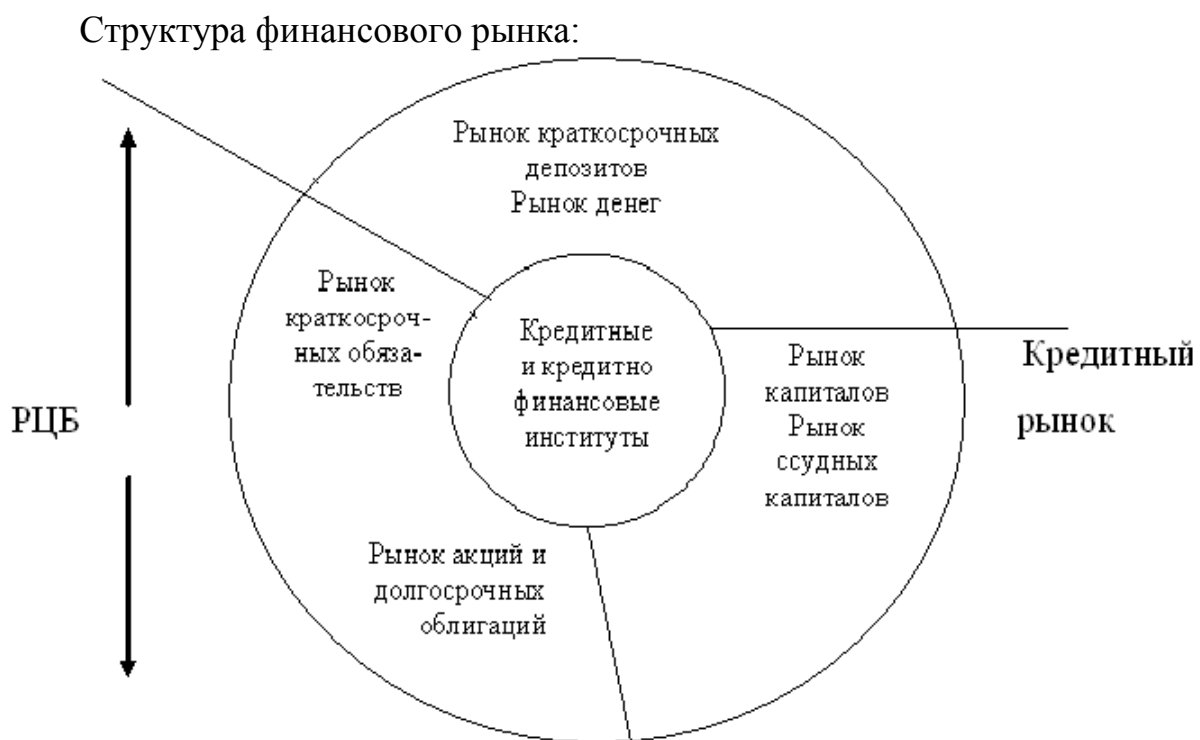 Структура финансового рынка:
Рынок краткосрочных
депозитов
Рынок денег
Рынок
краткосроч-
ных обяза-
тельств
Кредитные
и кредитно
финансовые
институты
Рынок
капиталов
Рынок
ссудных
капиталов
Кредитный
рынок
РЦБ
Рынок акций и
долгосрочных
облигаций